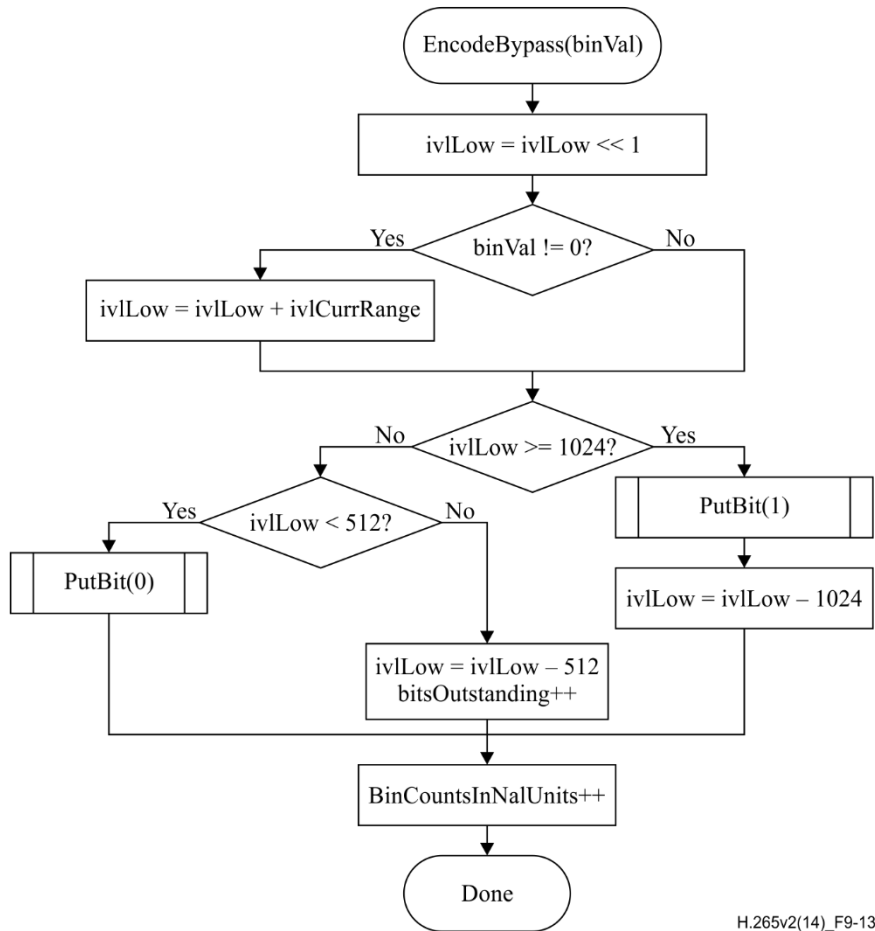 EncodeBypass(binVal)
ivlLow = ivlLow << 1
Yes
binVal != 0?
No
ivlLow = ivlLow + ivlCurrRange
No
ivlLow >= 1024?
Yes
Yes
ivlLow < 512?
No
PutBit(1)
PutBit(0)
ivlLow = ivlLow – 1024
ivlLow = ivlLow – 512
bitsOutstanding++
BinCountsInNalUnits++
Done
H.265v2(14)_F9-13